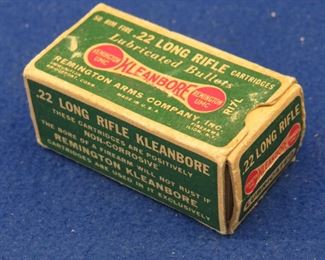 50 RIM FIRE .22 LONG RIFLE CARTRIDGES
Lubricated Bullets
REMINGTON UMC KLEANBORE REMINGTON UMC
REMINGTON ARMS COMPANY, INC.
MADE IN U.S.A.
R17L
.22 LONG RIFLE KLEANBORE
THESE CARTRIDGES ARE POSITIVELY
NON-CORROSIVE
THE BORE OF A FIREARM WILL NOT RUST IF
REMINGTON KLEANBORE
CARTRIDGES ARE USED IN IT EXCLUSIVELY
.22 LONG RIFLE